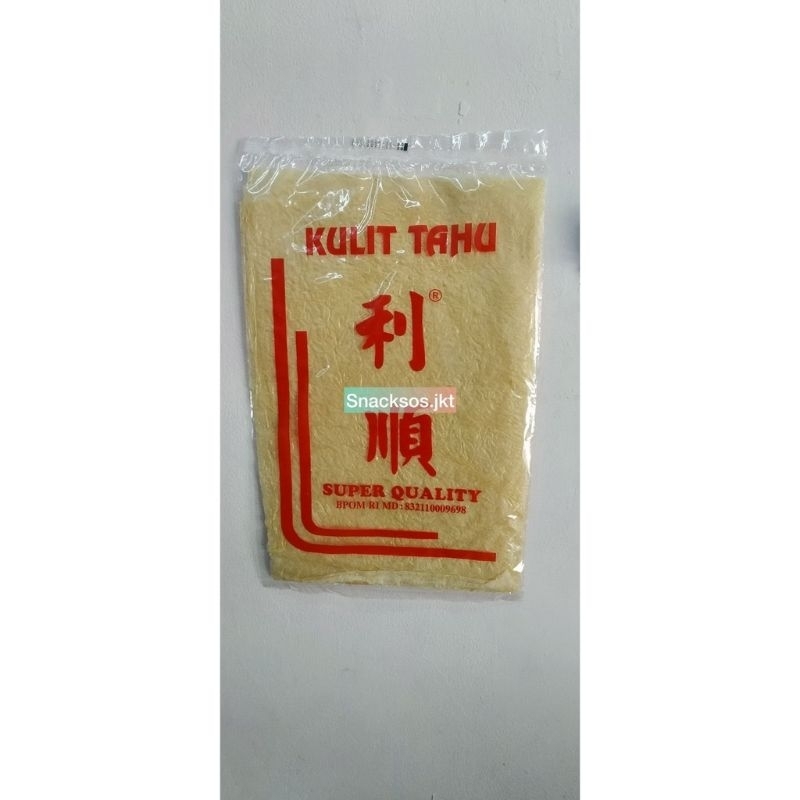 KULIT TAHU
利®
Snacksos.jkt
順
SUPER QUALITY
BPOM RI MD : 832110009698